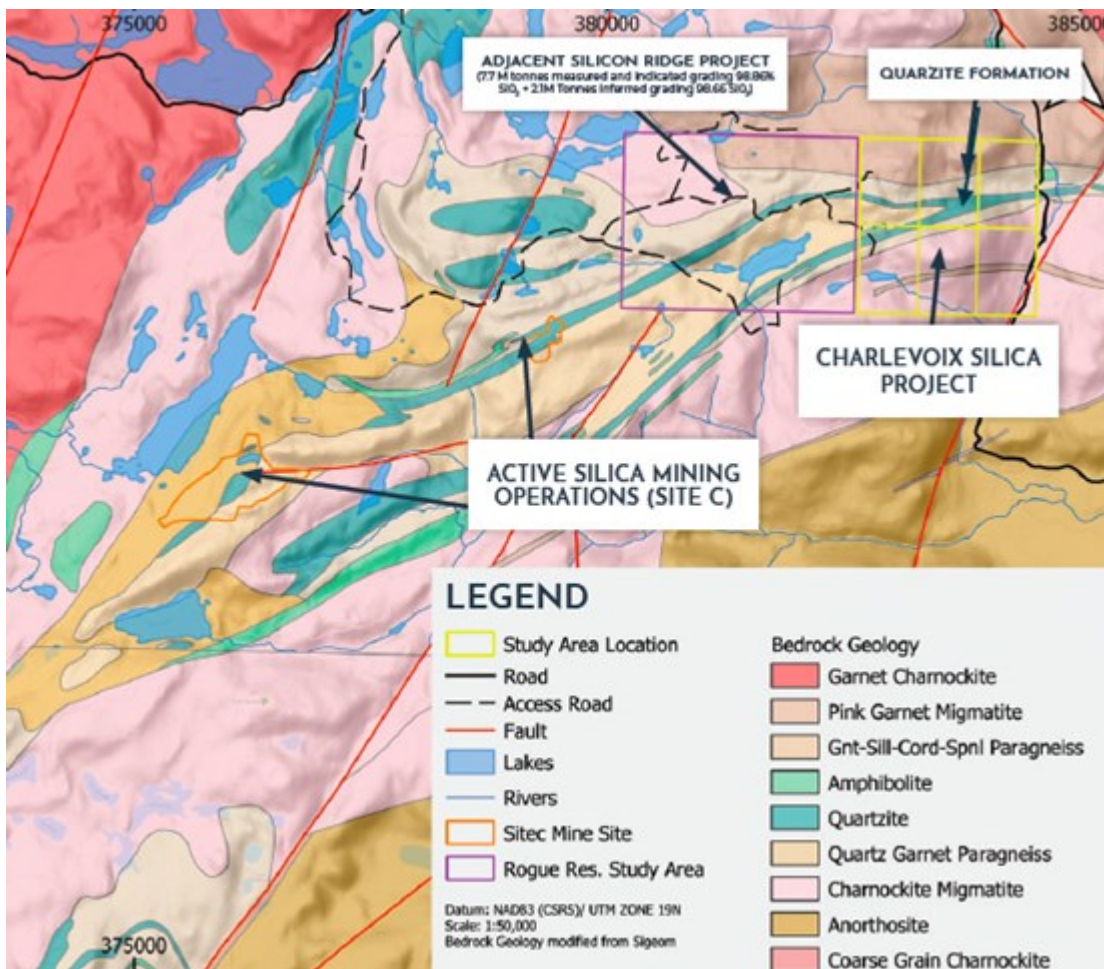 375000
380000
385000
ADJACENT SILICON RIDGE PROJECT
(7.7 M tonnes measured and indicated grading 98.86%
SiO₂ + 2.1M Tonnes inferred grading 98.66 SiO₂)
QUARZITE FORMATION
CHARLEVOIX SILICA
PROJECT
ACTIVE SILICA MINING
OPERATIONS (SITE C)
LEGEND
Study Area Location
Road
Access Road
Fault
Lakes
Rivers
Sitec Mine Site
Rogue Res. Study Area
Datum: NAD83 (CSRS)/ UTM ZONE 19N
Scale: 1:50,000
Bedrock Geology modified from Sigeom
Bedrock Geology
Garnet Charnockite
Pink Garnet Migmatite
Gnt-Sill-Cord-Spnl Paragneiss
Amphibolite
Quartzite
Quartz Garnet Paragneiss
Charnockite Migmatite
Anorthosite
Coarse Grain Charnockite
375000